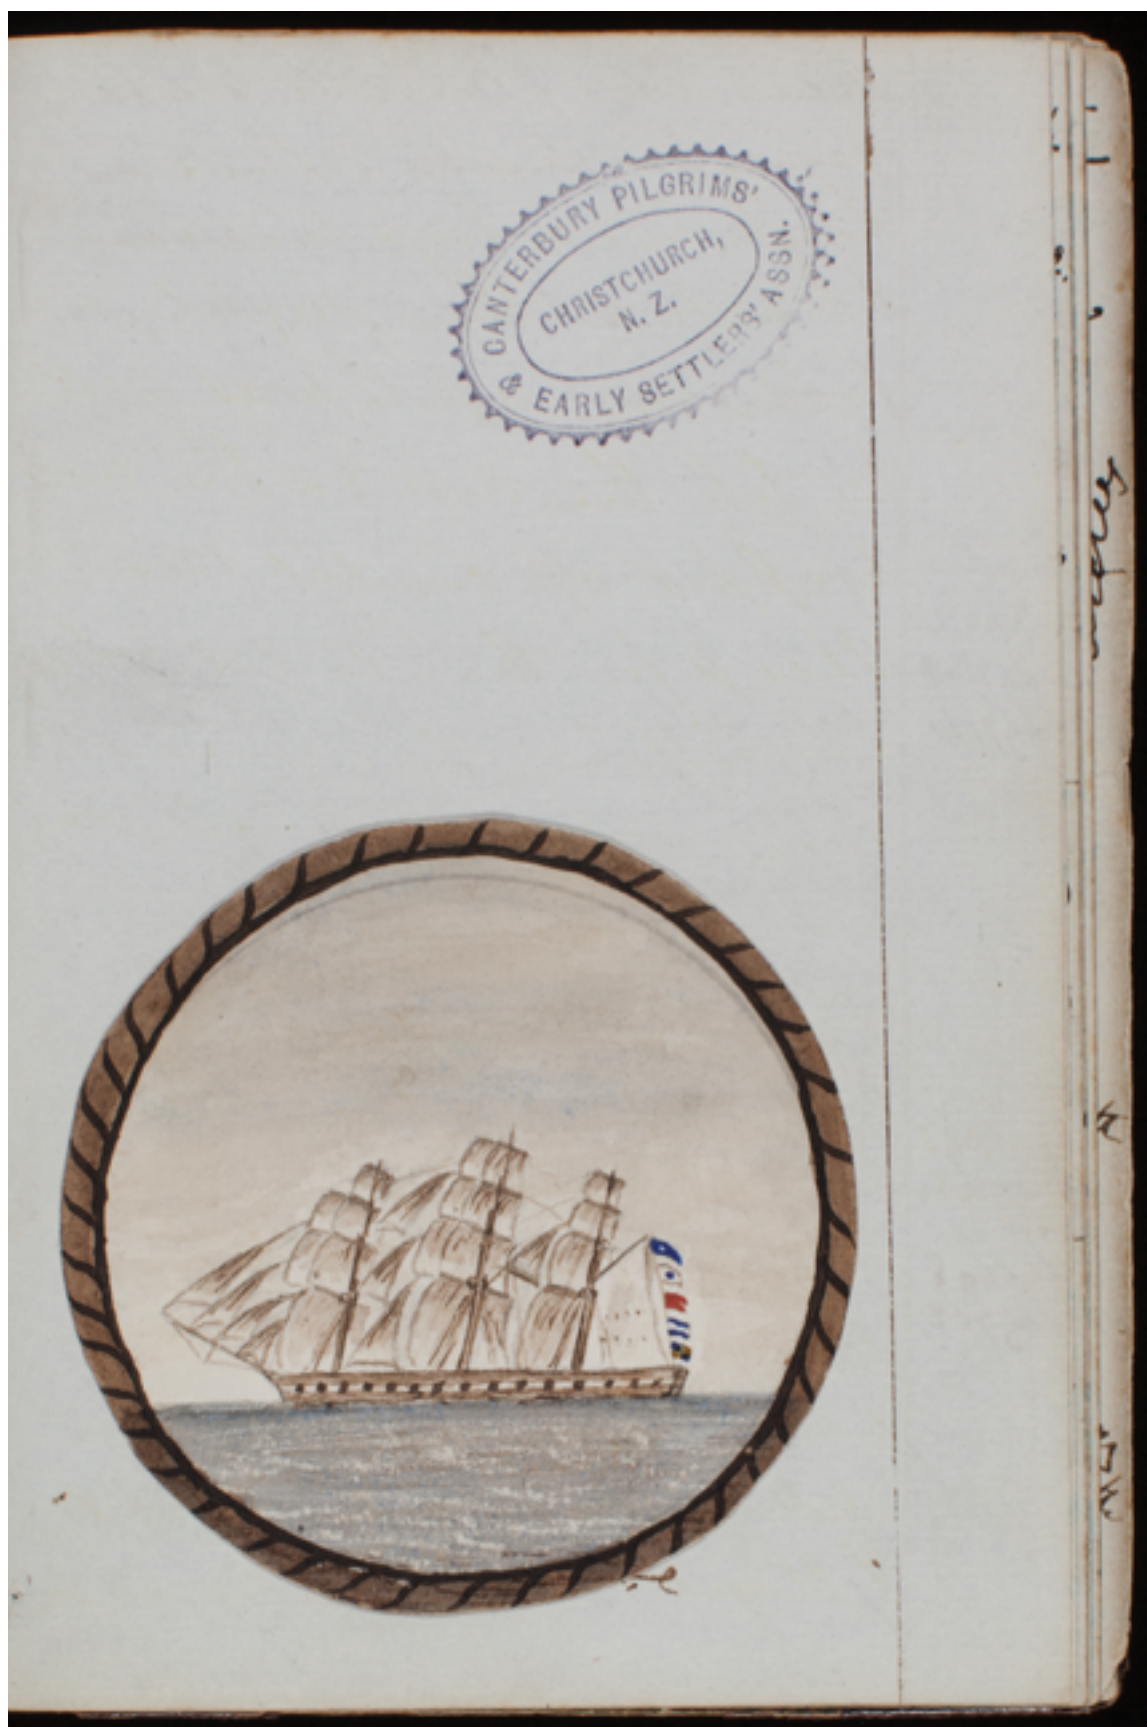 CANTERBURY PILGRIMS'
& EARLY SETTLERS' ASSN.
CHRISTCHURCH,
N. Z.